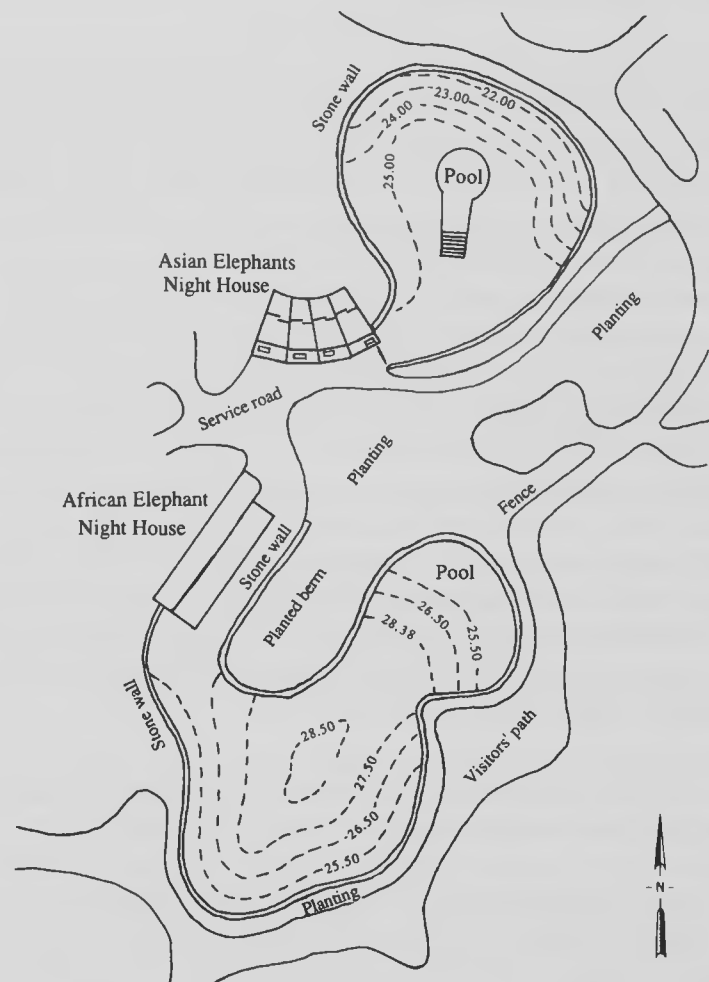 Stone wall
22.00
23.00
24.00
25.00
Pool
Asian Elephants
Night House
Planting
Service road
Planting
African Elephant
Night House
Fence
Stone wall
Pool
Planted berm
26.50
25.50
28.38
Stone wall
28.50
27.50
Visitors' path
26.50
25.50
Planting
N